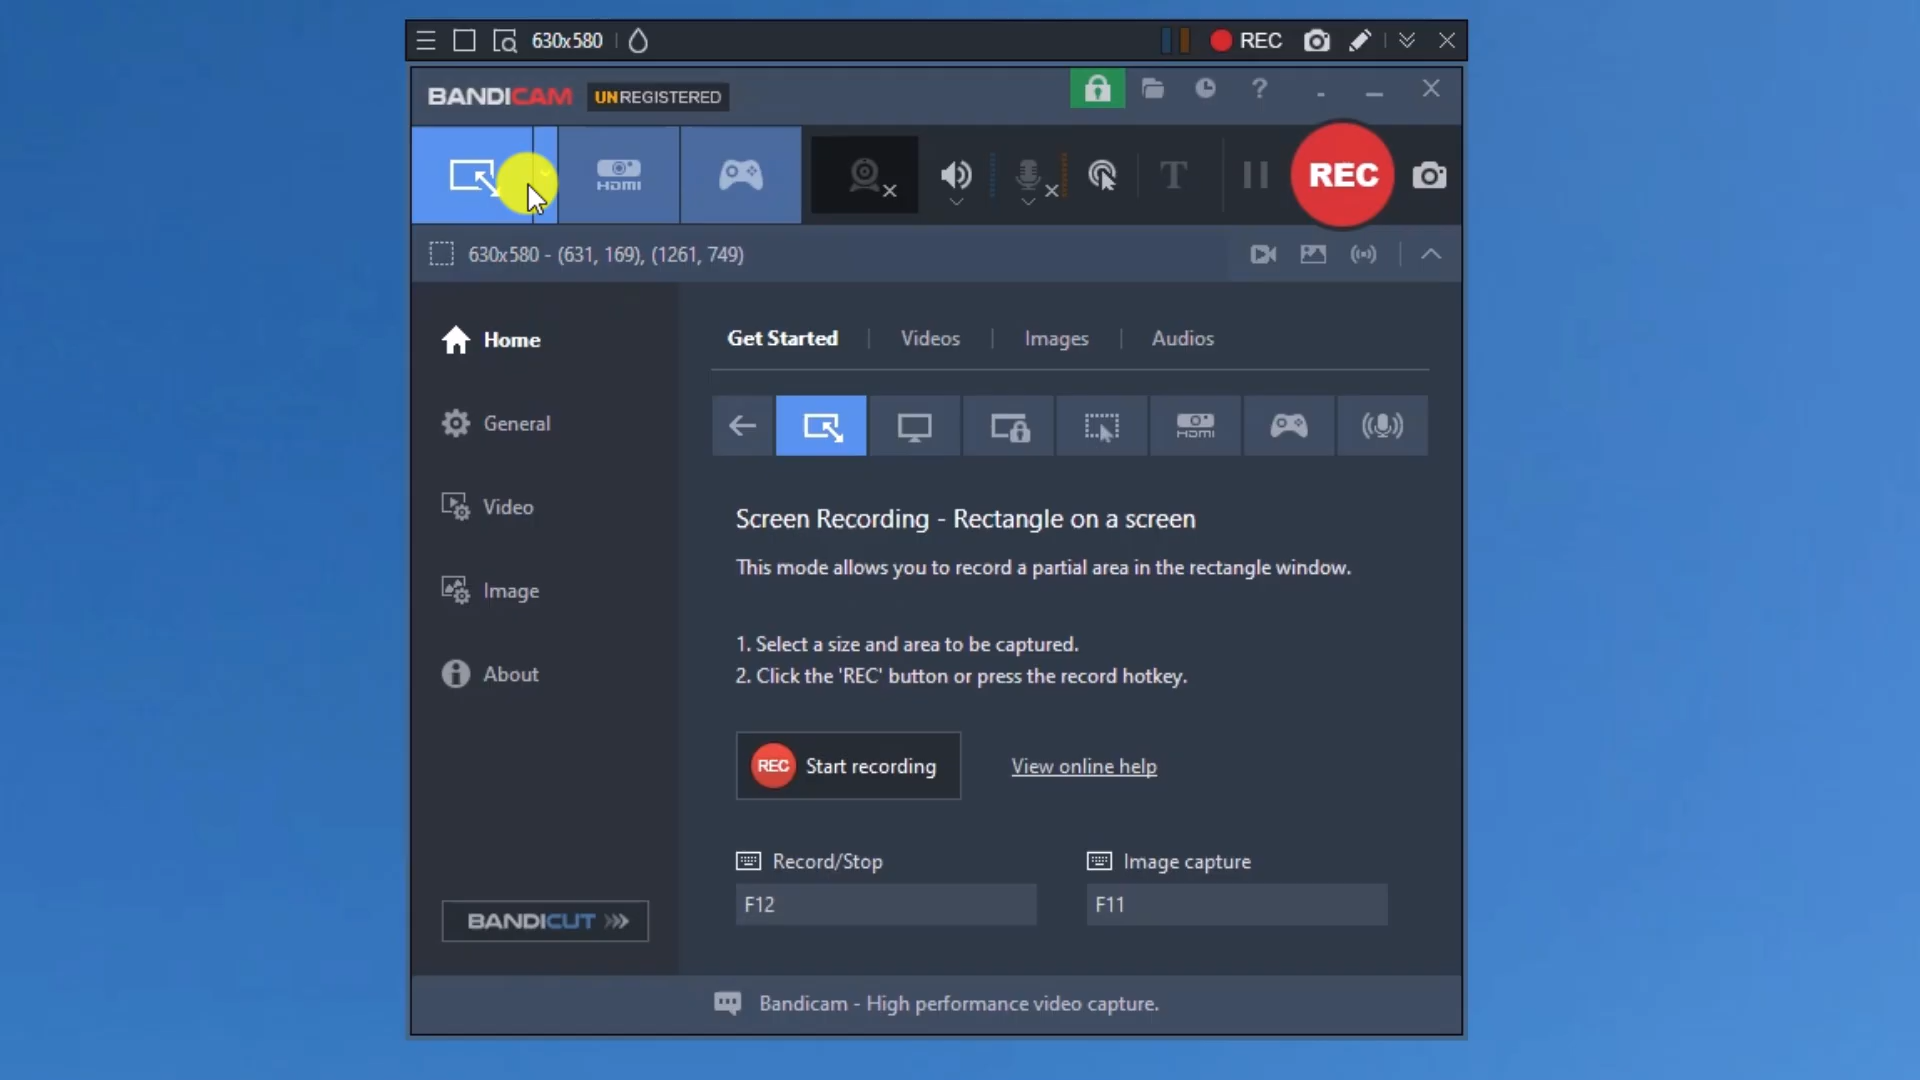 630x580
REC
BANDICAM UNREGISTERED
HDMI
T
REC
630x580 - (631, 169), (1261, 749)
Home
General
Video
Image
About
BANDICUT
Get Started
Videos
Images
Audios
HDMI
Screen Recording - Rectangle on a screen
This mode allows you to record a partial area in the rectangle window.
1. Select a size and area to be captured.
2. Click the 'REC' button or press the record hotkey.
REC Start recording
View online help
Record/Stop
F12
Image capture
F11
Bandicam - High performance video capture.